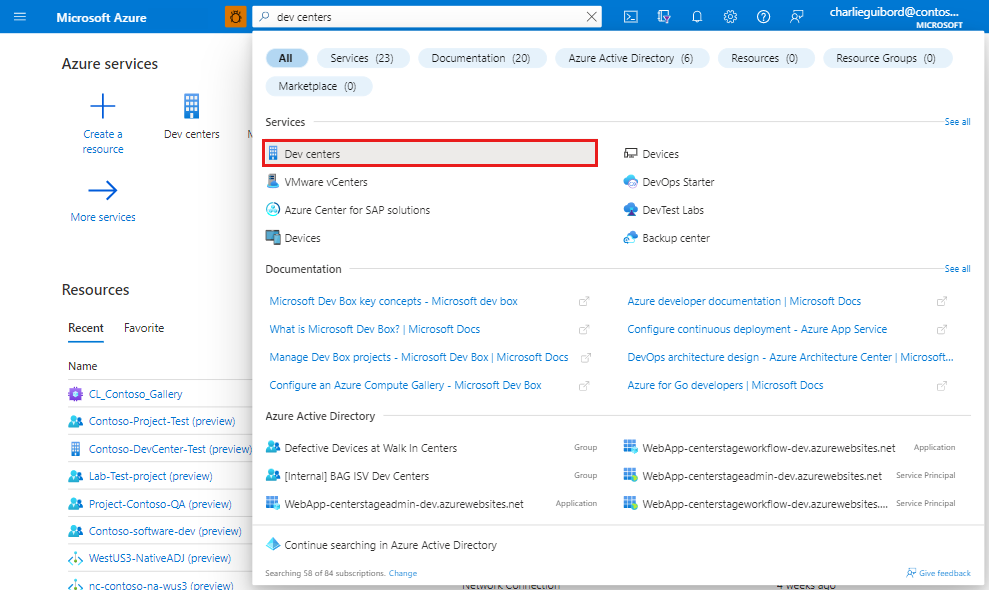 Microsoft Azure
dev centers
charlieguibord@contos...
MICROSOFT
All
Services (23)
Documentation (20)
Azure Active Directory (6)
Resources (0)
Resource Groups (0)
Marketplace (0)
Azure services
Create a
resource
Dev centers
More services
Services
See all
Dev centers
VMware vCenters
Azure Center for SAP solutions
Devices
Devices
DevOps Starter
DevTest Labs
Backup center
Documentation
See all
Microsoft Dev Box key concepts - Microsoft dev box
What is Microsoft Dev Box? | Microsoft Docs
Manage Dev Box projects - Microsoft Dev Box | Microsoft Docs
Configure an Azure Compute Gallery - Microsoft Dev Box
Azure developer documentation | Microsoft Docs
Configure continuous deployment - Azure App Service
DevOps architecture design - Azure Architecture Center | Microsoft...
Azure for Go developers | Microsoft Docs
Azure Active Directory
Defective Devices at Walk In Centers Group
[Internal] BAG ISV Dev Centers Group
WebApp-centerstageadmin-dev.azurewebsites.net Application
WebApp-centerstageworkflow-dev.azurewebsites.net Application
WebApp-centerstageadmin-dev.azurewebsites.net Service Principal
WebApp-centerstageworkflow-dev.azurewebsites.... Service Principal
Continue searching in Azure Active Directory
Searching 58 of 84 subscriptions. Change
Give feedback
Resources
Recent
Favorite
Name
CL_Contoso_Gallery
Contoso-Project-Test (preview)
Contoso-DevCenter-Test (preview)
Lab-Test-project (preview)
Project-Contoso-QA (preview)
Contoso-software-dev (preview)
WestUS3-NativeADJ (preview)
nc-contoso-na-wus3 (preview)
Network Connection
4 weeks ago